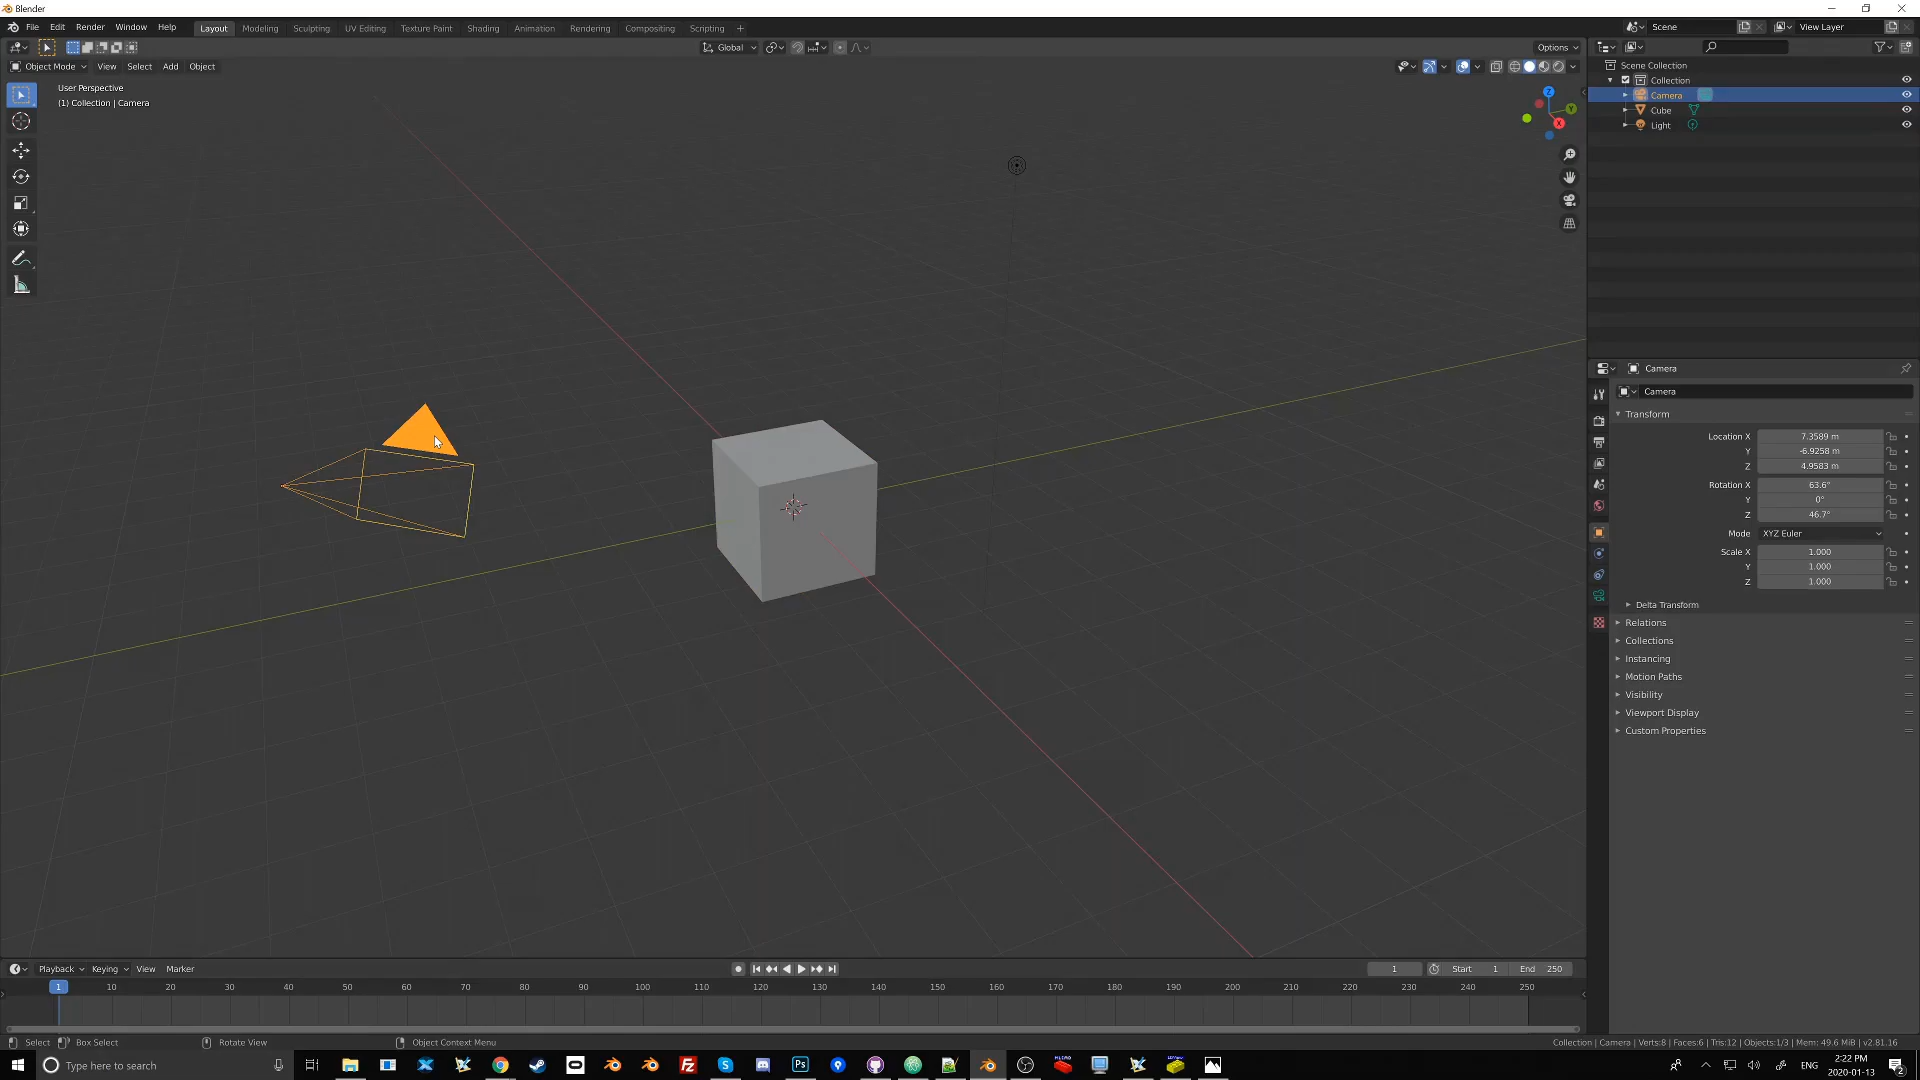 Blender
File Edit Render Window Help Layout Modeling Sculpting UV Editing Texture Paint Shading Animation Rendering Compositing Scripting + Scene View Layer
Global Options
Object Mode View Select Add Object
User Perspective
(1) Collection | Camera
Z
Y
X
Scene Collection
Collection
Camera
Cube
Light
Camera
Camera
Transform
Location X 7.3589 m
Y -6.9258 m
Z 4.9583 m
Rotation X 63.6°
Y 0°
Z 46.7°
Mode XYZ Euler
Scale X 1.000
Y 1.000
Z 1.000
Delta Transform
Relations
Collections
Instancing
Motion Paths
Visibility
Viewport Display
Custom Properties
Playback Keying View Marker 1 Start 1 End 250
1 10 20 30 40 50 60 70 80 90 100 110 120 130 140 150 160 170 180 190 200 210 220 230 240 250
Select Box Select Rotate View Object Context Menu Collection | Camera | Verts:8 | Faces:6 | Tris:12 | Objects:1/3 | Mem: 49.6 MiB | v2.81.16
Type here to search ENG 2:22 PM
2020-01-13 2